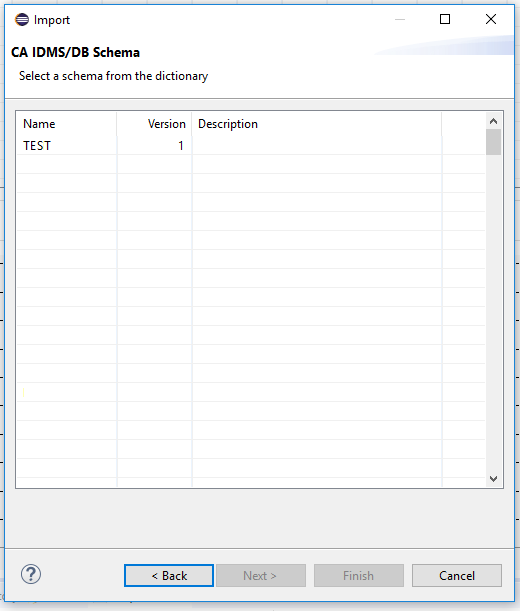 Import
CA IDMS/DB Schema
Select a schema from the dictionary
Name Version Description
TEST 1
?
< Back Next > Finish Cancel